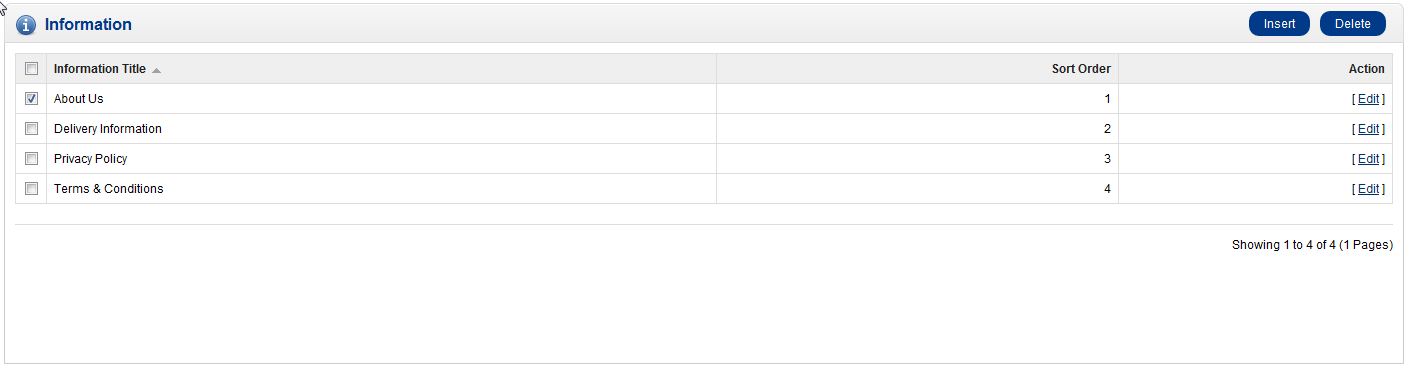 Information Insert Delete
Information Title Sort Order Action
About Us 1 [ Edit ]
Delivery Information 2 [ Edit ]
Privacy Policy 3 [ Edit ]
Terms & Conditions 4 [ Edit ]
Showing 1 to 4 of 4 (1 Pages)